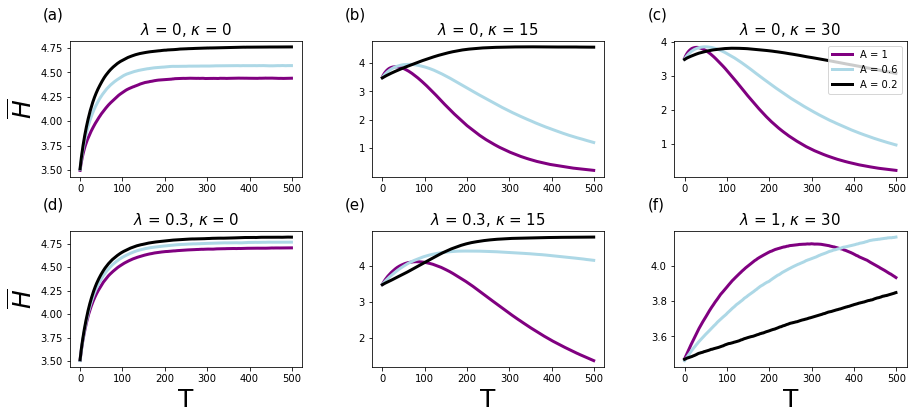 (a)
λ = 0, κ = 0
4.75
4.50
4.25
4.00
3.75
3.50
H̅
0 100 200 300 400 500
(b)
λ = 0, κ = 15
4
3
2
1
0 100 200 300 400 500
(c)
λ = 0, κ = 30
4
3
2
1
A = 1
A = 0.6
A = 0.2
0 100 200 300 400 500
(d)
λ = 0.3, κ = 0
4.75
4.50
4.25
4.00
3.75
3.50
H̅
0 100 200 300 400 500
T
(e)
λ = 0.3, κ = 15
4
3
2
0 100 200 300 400 500
T
(f)
λ = 1, κ = 30
4.0
3.8
3.6
0 100 200 300 400 500
T